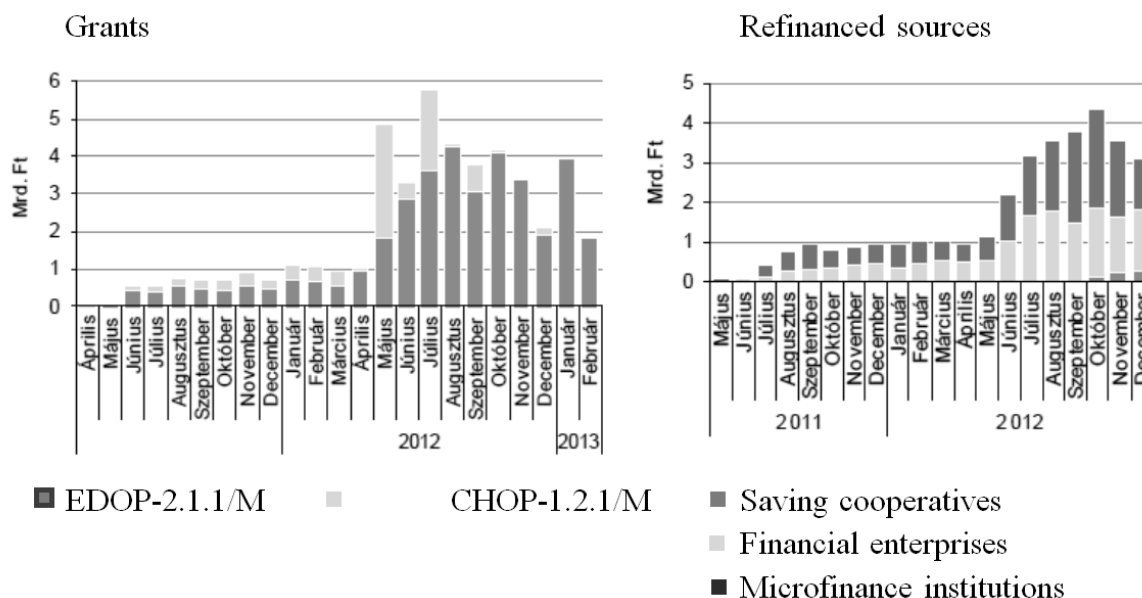 Grants
Refinanced sources
6
5
4
3
2
1
0
Mrd. Ft
Április
Május
Június
Július
Augusztus
Szeptember
Október
November
December
Január
Február
Március
Április
Május
Június
Július
Augusztus
Szeptember
Október
November
December
Január
Február
2012
2013
5
4
3
2
1
0
Mrd. Ft
Május
Június
Július
Augusztus
Szeptember
Október
November
December
Január
Február
Március
Április
Május
Június
Július
Augusztus
Szeptember
Október
November
2011
2012
EDOP-2.1.1/M
CHOP-1.2.1/M
Saving cooperatives
Financial enterprises
Microfinance institutions